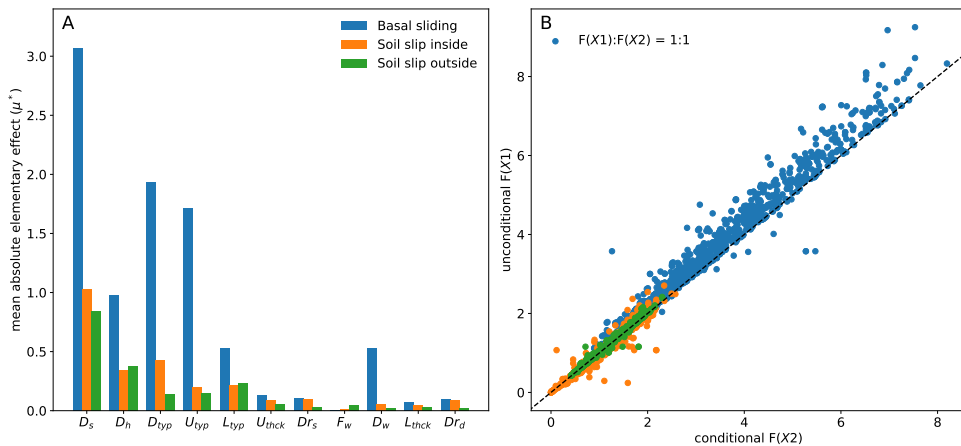 A
Basal sliding
Soil slip inside
Soil slip outside
mean absolute elementary effect (μ*)
3.0
2.5
2.0
1.5
1.0
0.5
0.0
D_s D_h D_typ U_typ L_typ U_thck Dr_s F_w D_w L_thck Dr_d
B
F(X1):F(X2) = 1:1
unconditional F(X1)
8
6
4
2
0
0 2 4 6 8
conditional F(X2)